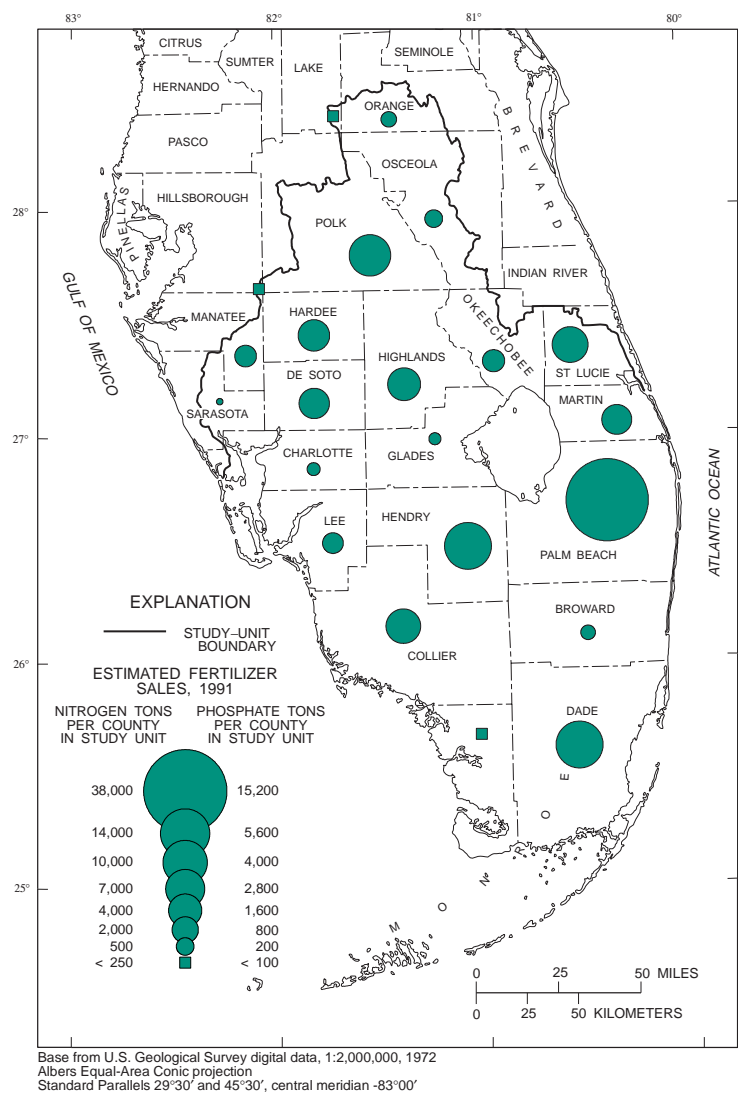 83°
82°
81°
80°
CITRUS
SUMTER
LAKE
SEMINOLE
HERNANDO
ORANGE
BREVARD
PASCO
OSCEOLA
PINELLAS
HILLSBOROUGH
28°
POLK
INDIAN RIVER
GULF OF MEXICO
MANATEE
HARDEE
OKEECHOBEE
HIGHLANDS
DE SOTO
ST LUCIE
MARTIN
SARASOTA
27°
CHARLOTTE
GLADES
LEE
HENDRY
ATLANTIC OCEAN
PALM BEACH
BROWARD
COLLIER
26°
DADE
MONROE
25°
EXPLANATION
STUDY–UNIT
BOUNDARY
ESTIMATED FERTILIZER
SALES, 1991
NITROGEN TONS PHOSPHATE TONS
PER COUNTY PER COUNTY
IN STUDY UNIT IN STUDY UNIT
38,000 15,200
14,000 5,600
10,000 4,000
7,000 2,800
4,000 1,600
2,000 800
500 200
< 250 < 100
0 25 50 MILES
0 25 50 KILOMETERS
Base from U.S. Geological Survey digital data, 1:2,000,000, 1972
Albers Equal-Area Conic projection
Standard Parallels 29°30′ and 45°30′, central meridian -83°00′